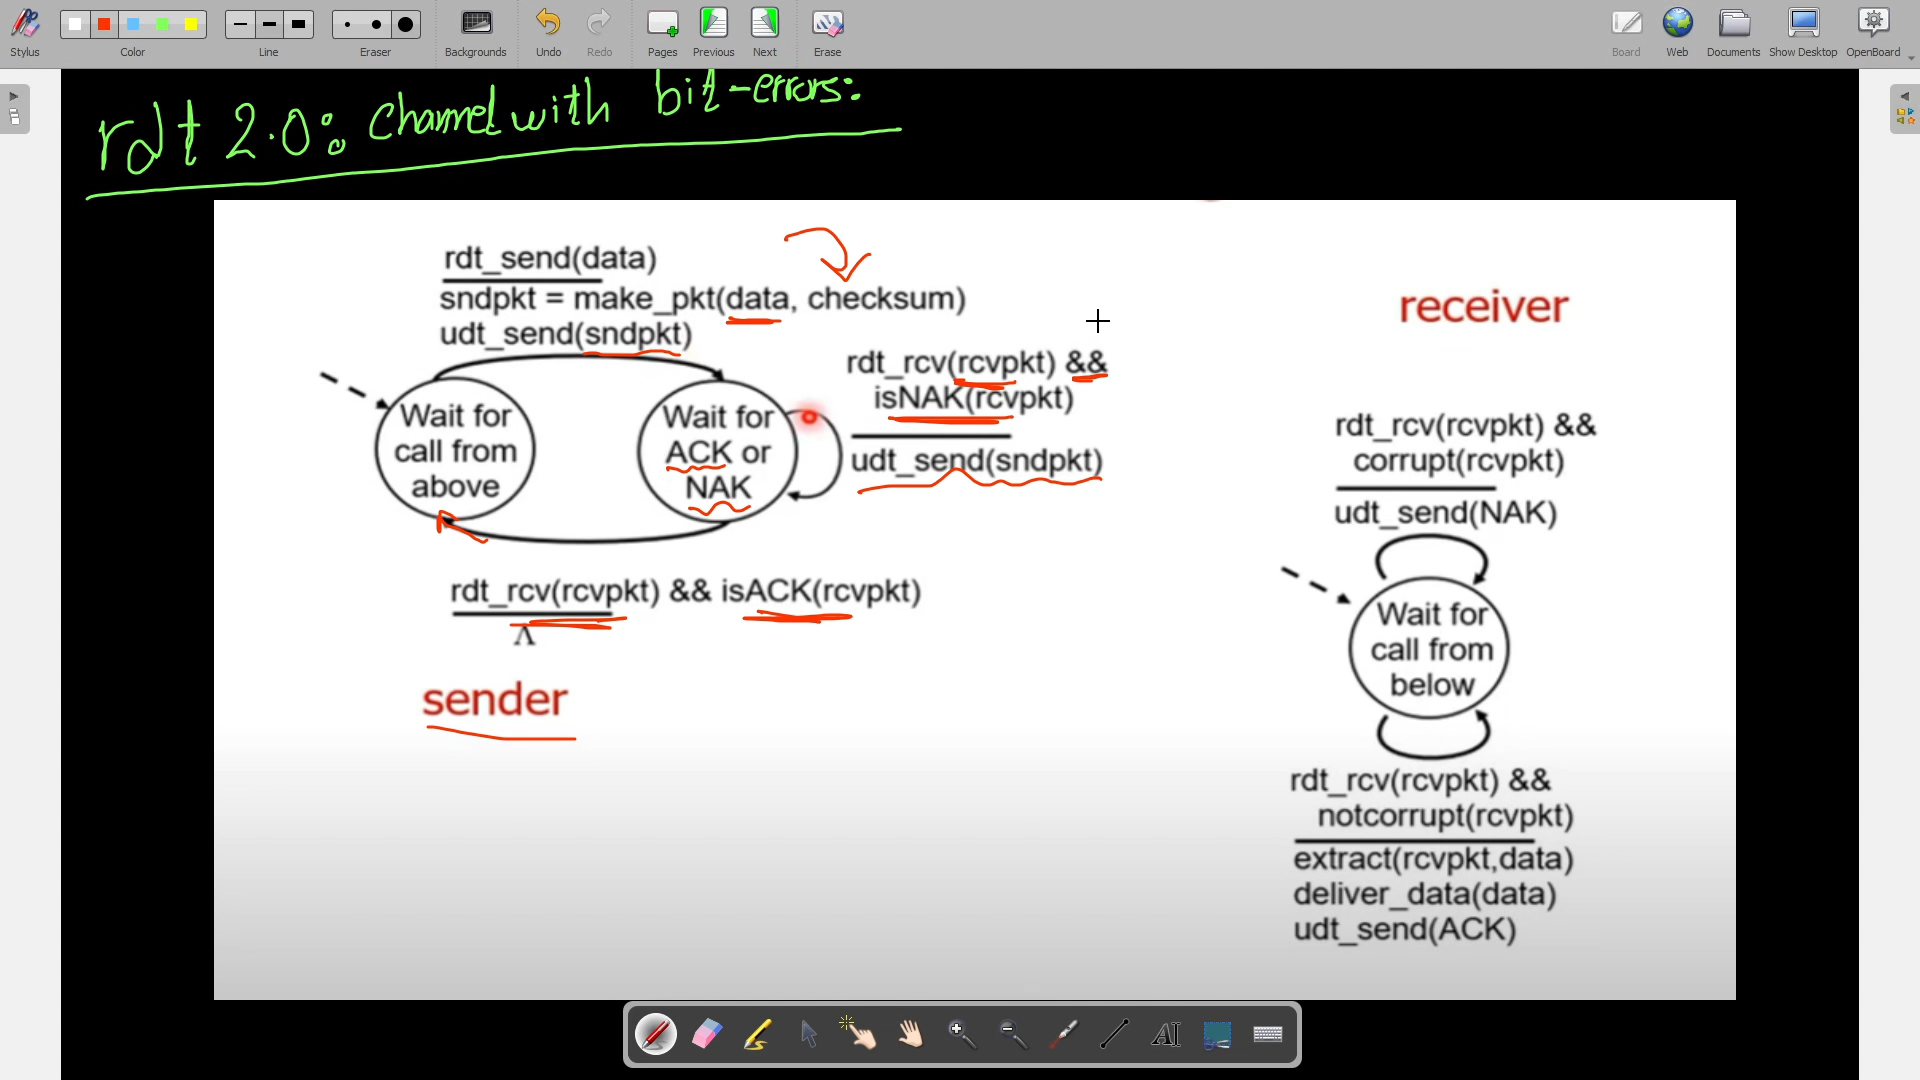 Stylus
Color
Line
Eraser
Backgrounds
Undo
Redo
Pages
Previous
Next
Erase
Board
Web
Documents
Show Desktop
OpenBoard
rdt 2.0: Channel with bit-errors:
rdt_send(data)
sndpkt = make_pkt(data, checksum)
udt_send(sndpkt)
Wait for
call from
above
Wait for
ACK or
NAK
rdt_rcv(rcvpkt) &&
isNAK(rcvpkt)
udt_send(sndpkt)
rdt_rcv(rcvpkt) && isACK(rcvpkt)
Λ
sender
receiver
rdt_rcv(rcvpkt) &&
corrupt(rcvpkt)
udt_send(NAK)
Wait for
call from
below
rdt_rcv(rcvpkt) &&
notcorrupt(rcvpkt)
extract(rcvpkt,data)
deliver_data(data)
udt_send(ACK)
AI